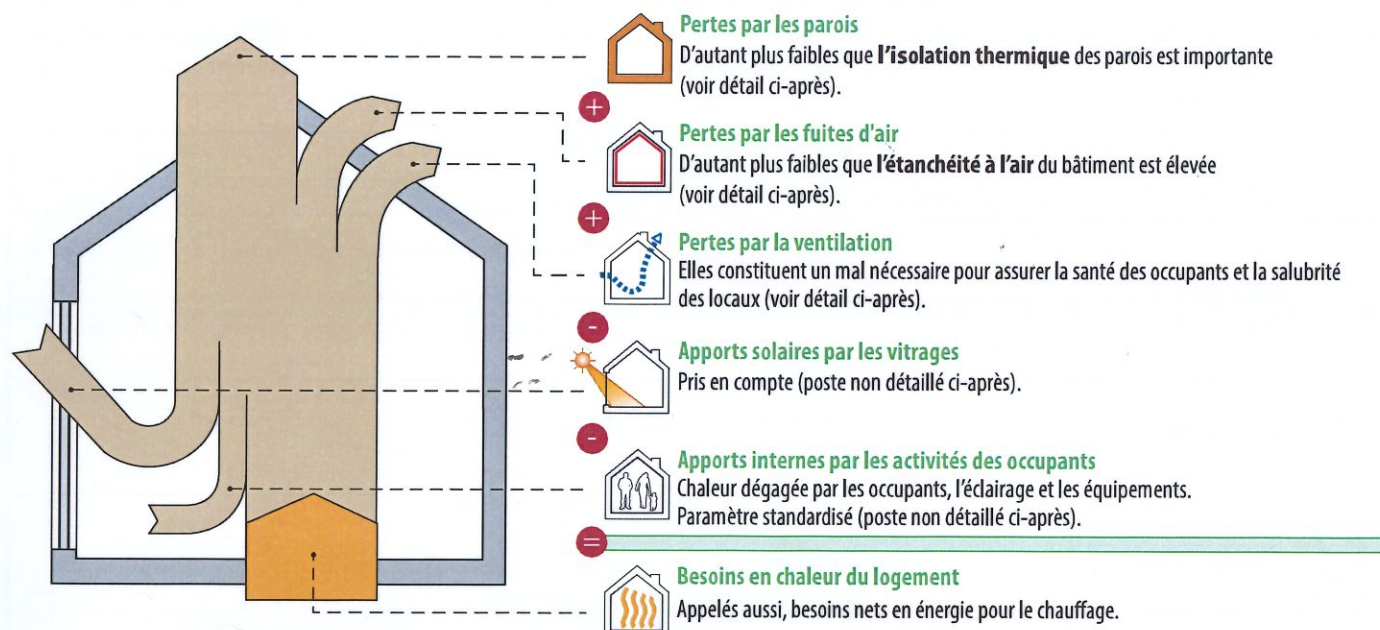 Pertes par les parois
D'autant plus faibles que l'isolation thermique des parois est importante
(voir détail ci-après).
+
Pertes par les fuites d'air
D'autant plus faibles que l'étanchéité à l'air du bâtiment est élevée
(voir détail ci-après).
+
Pertes par la ventilation
Elles constituent un mal nécessaire pour assurer la santé des occupants et la salubrité
des locaux (voir détail ci-après).
-
Apports solaires par les vitrages
Pris en compte (poste non détaillé ci-après).
-
Apports internes par les activités des occupants
Chaleur dégagée par les occupants, l'éclairage et les équipements.
Paramètre standardisé (poste non détaillé ci-après).
=
Besoins en chaleur du logement
Appelés aussi, besoins nets en énergie pour le chauffage.